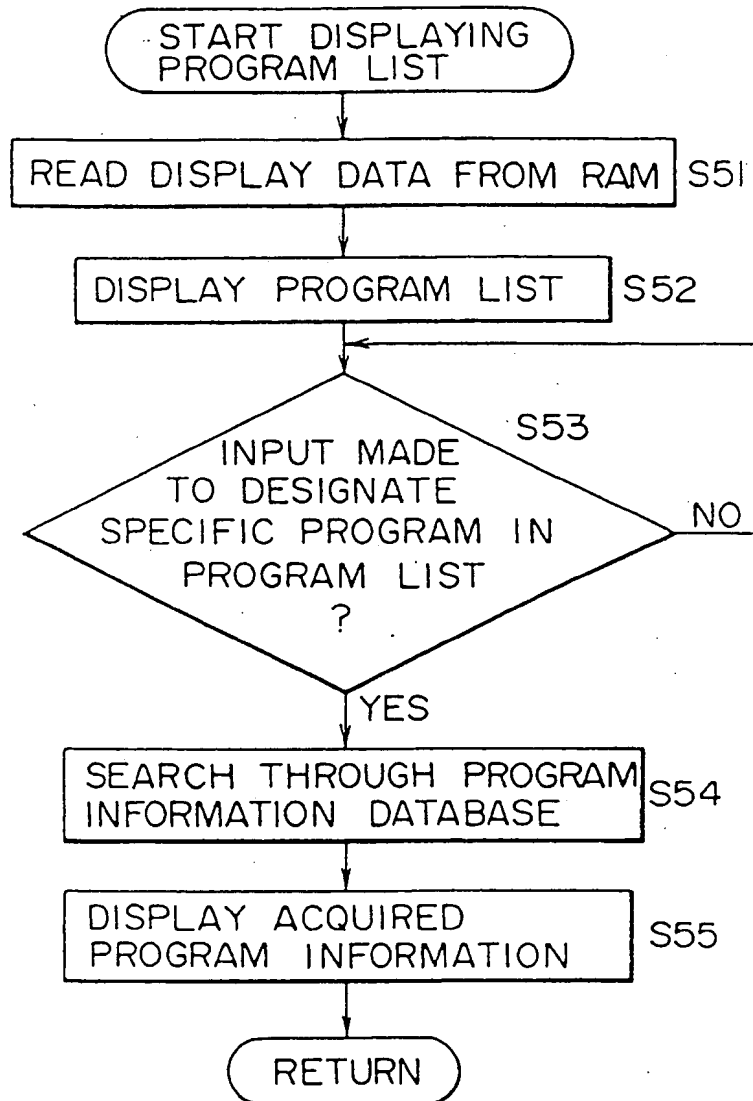 START DISPLAYING
PROGRAM LIST
READ DISPLAY DATA FROM RAM
S51
DISPLAY PROGRAM LIST
S52
S53
INPUT MADE
TO DESIGNATE
SPECIFIC PROGRAM IN
PROGRAM LIST
?
NO
YES
SEARCH THROUGH PROGRAM
INFORMATION DATABASE
S54
DISPLAY ACQUIRED
PROGRAM INFORMATION
S55
RETURN